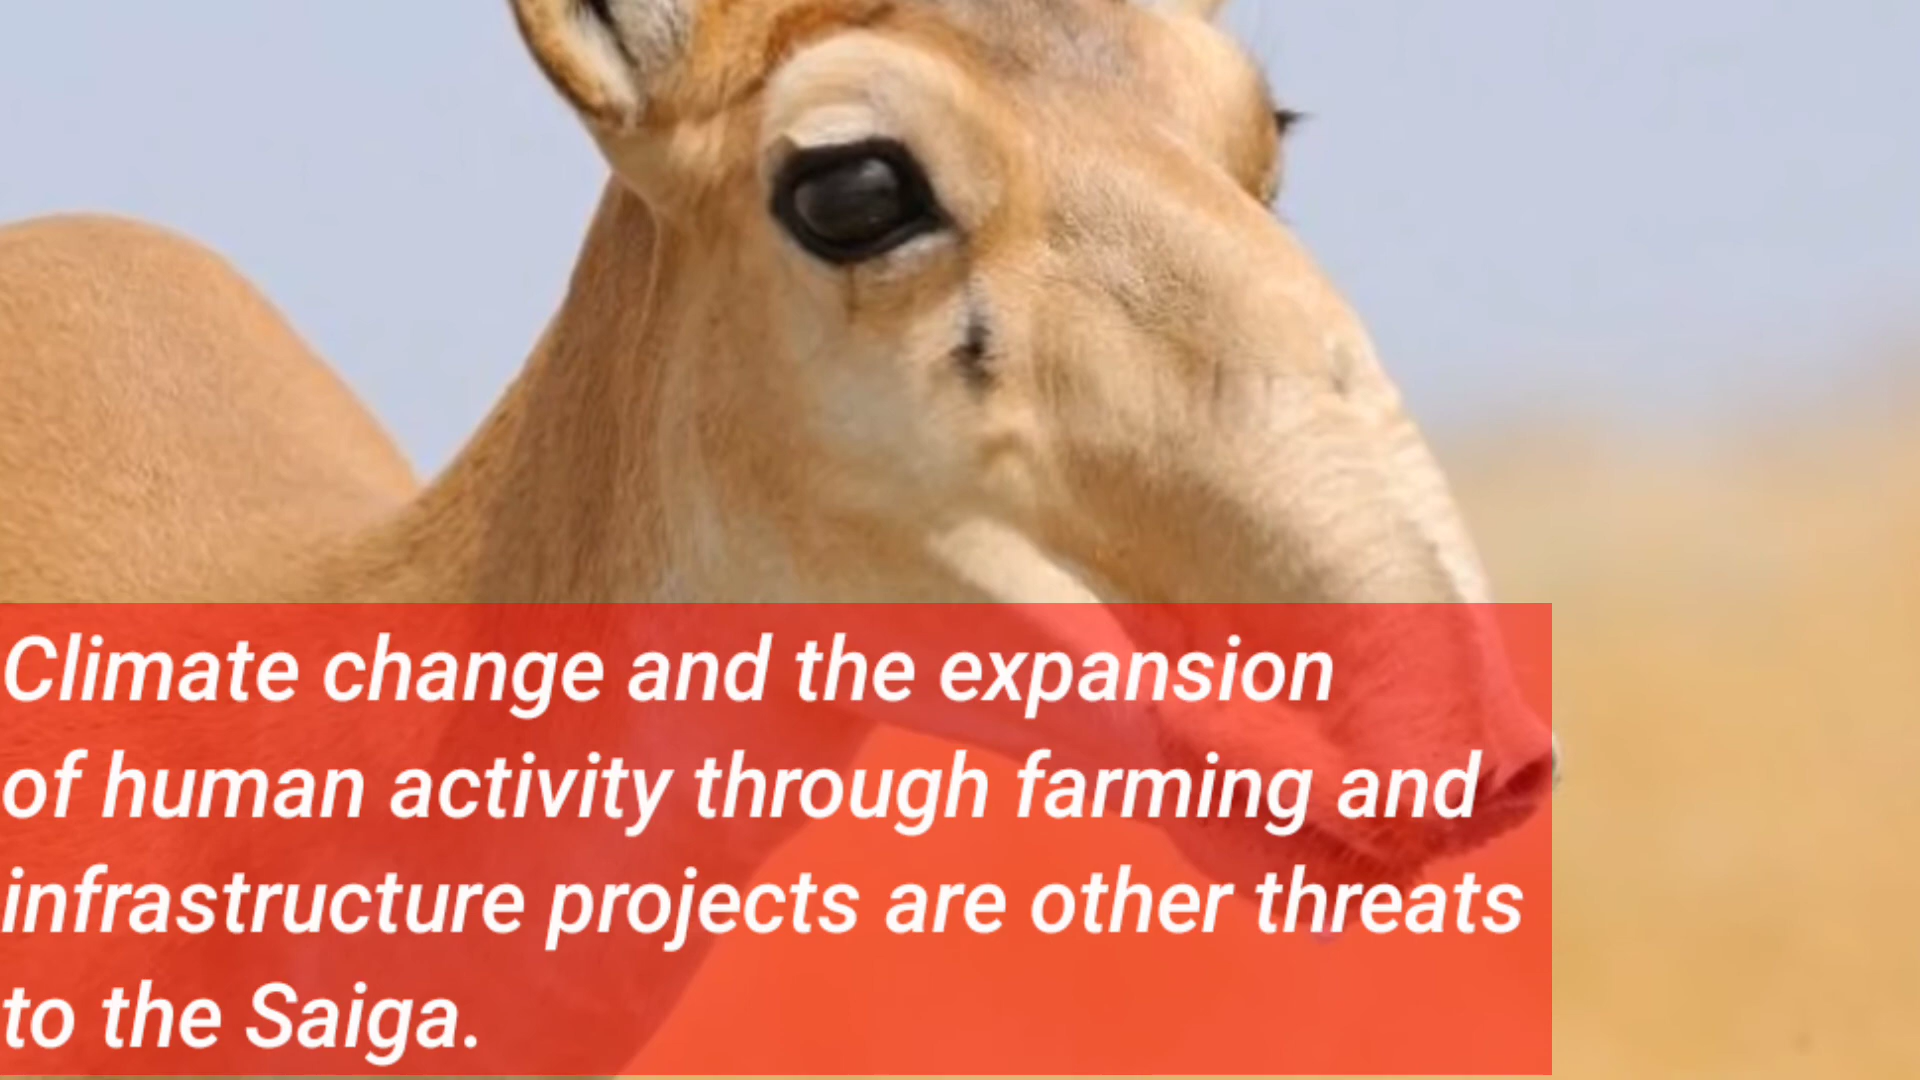 Climate change and the expansion
of human activity through farming and
infrastructure projects are other threats
to the Saiga.